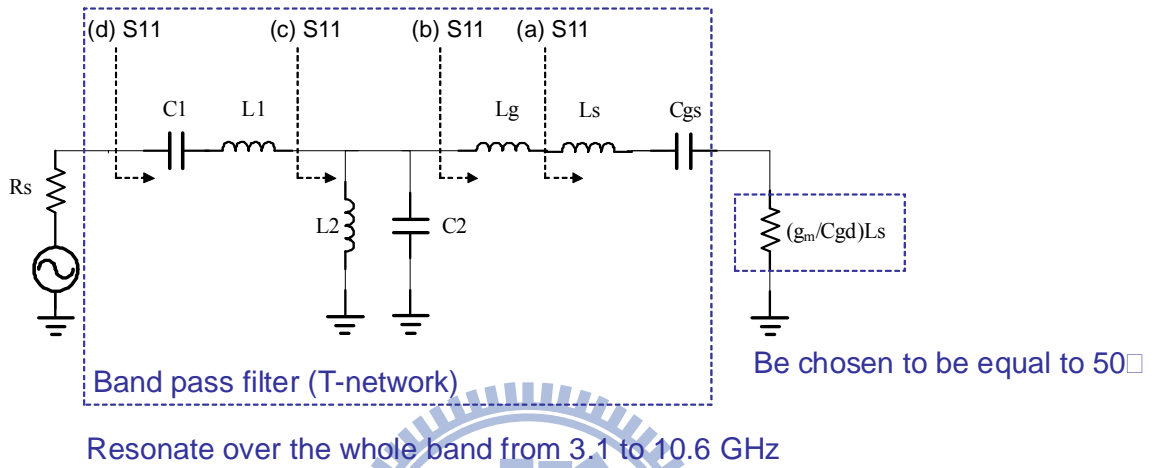 (d) S11 (c) S11 (b) S11 (a) S11
C1 L1 Lg Ls Cgs
Rs
L2 C2 (gm/Cgd)Ls
Be chosen to be equal to 50□
Band pass filter (T-network)
Resonate over the whole band from 3.1 to 10.6 GHz